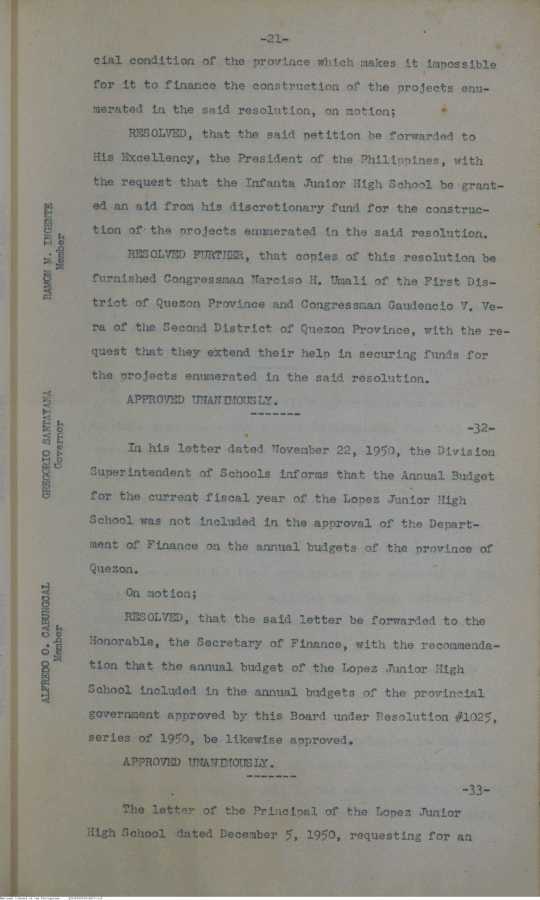 -21-
cial condition of the province which makes it impossible
for it to finance the construction of the projects enu-
merated in the said resolution, on motion;
RESOLVED, that the said petition be forwarded to
His Excellency, the President of the Philippines, with
the request that the Infanta Junior High School be grant-
ed an aid from his discretionary fund for the construc-
tion of the projects enumerated in the said resolution.
RESOLVED FURTHER, that copies of this resolution be
furnished Congressman Narciso H. Umali of the First Dis-
trict of Quezon Province and Congressman Gaudencio V. Ve-
ra of the Second District of Quezon Province, with the re-
quest that they extend their help in securing funds for
the projects enumerated in the said resolution.
APPROVED UNANIMOUSLY.
-------
-32-
In his letter dated November 22, 1950, the Division
Superintendent of Schools informs that the Annual Budget
for the current fiscal year of the Lopez Junior High
School was not included in the approval of the Depart-
ment of Finance on the annual budgets of the province of
Quezon.
On motion;
RESOLVED, that the said letter be forwarded to the
Honorable, the Secretary of Finance, with the recommenda-
tion that the annual budget of the Lopez Junior High
School included in the annual budgets of the provincial
government approved by this Board under Resolution #1025,
series of 1950, be likewise approved.
APPROVED UNANIMOUSLY.
-------
-33-
The letter of the Principal of the Lopez Junior
High School dated December 5, 1950, requesting for an
RAMON M. INGENTE
Member
GREGORIO SANTAYANA
Governor
ALFREDO O. CABUNGCAL
Member
National Library of the Philippines